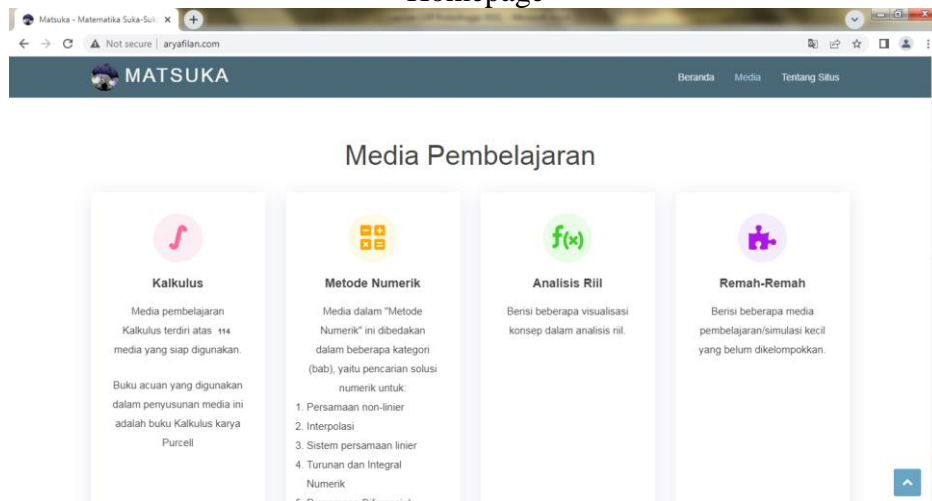 Homepage
Matsuka - Matematika Suka-Suk
Not secure | aryafilan.com
MATSUKA
Beranda Media Tentang Situs
Media Pembelajaran
Kalkulus
Media pembelajaran
Kalkulus terdiri atas 114
media yang siap digunakan.
Buku acuan yang digunakan
dalam penyusunan media ini
adalah buku Kalkulus karya
Purcell
Metode Numerik
Media dalam "Metode
Numerik" ini dibedakan
dalam beberapa kategori
(bab), yaitu pencarian solusi
numerik untuk:
1. Persamaan non-linier
2. Interpolasi
3. Sistem persamaan linier
4. Turunan dan Integral
Numerik
f(x)
Analisis Riil
Berisi beberapa visualisasi
konsep dalam analisis riil.
Remah-Remah
Berisi beberapa media
pembelajaran/simulasi kecil
yang belum dikelompokkan.